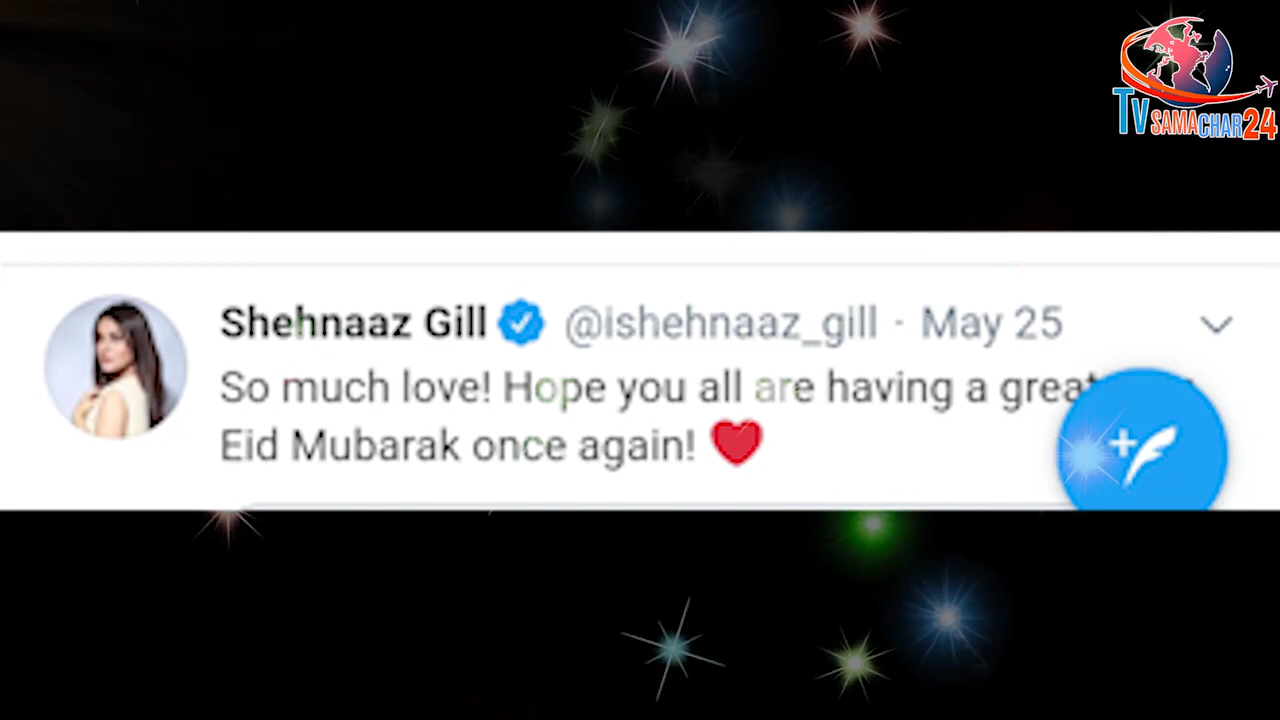 TV SAMACHAR24
Shehnaaz Gill @ishehnaaz_gill · May 25
So much love! Hope you all are having a great
Eid Mubarak once again! ❤